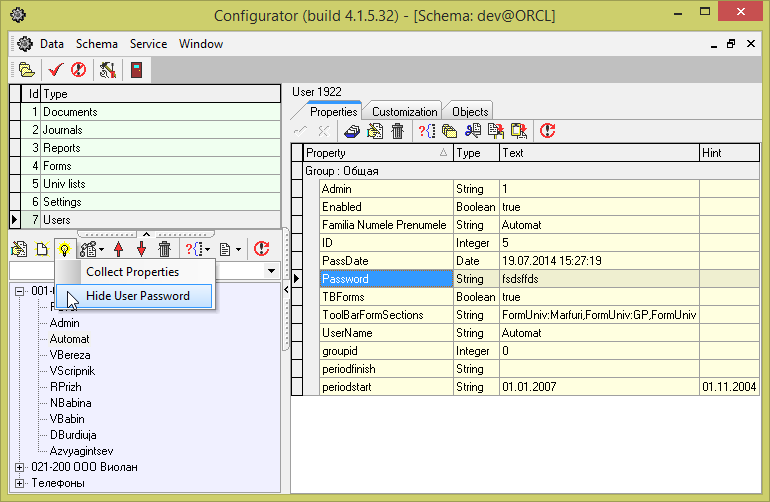 Configurator (build 4.1.5.32) - [Schema: dev@ORCL]
Data Schema Service Window
Id Type
1 Documents
2 Journals
3 Reports
4 Forms
5 Univ lists
6 Settings
7 Users
Collect Properties
Hide User Password
001-
Admin
Automat
VBereza
VScripnik
RPrizh
NBabina
VBabin
DBurdiuja
Azvyagintsev
021-200 ООО Виолан
Телефоны
User 1922
Properties Customization Objects
Property Type Text Hint
Group : Общая
Admin String 1
Enabled Boolean true
Familia Numele Prenumele String Automat
ID Integer 5
PassDate Date 19.07.2014 15:27:19
Password String fsdsffds
TBForms Boolean true
ToolBarFormSections String FormUniv:Marfuri,FormUniv:GP,FormUniv
UserName String Automat
groupid Integer 0
periodfinish String
periodstart String 01.01.2007 01.11.2004